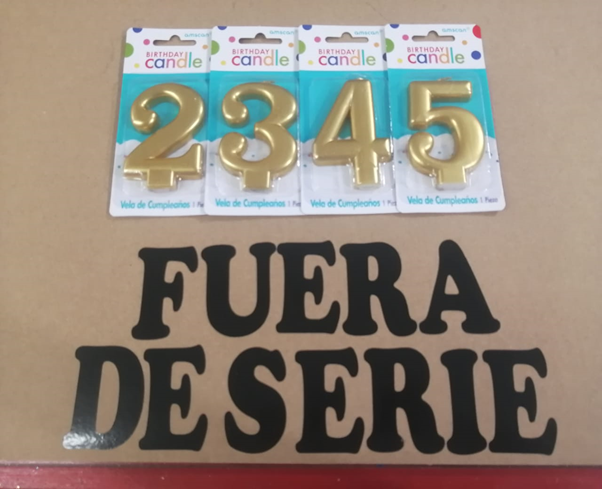 BIRTHDAY BIRTHDAY BIRTHDAY BIRTHDAY
candle candle candle candle
2 3 4 5
Vela de Cumpleaños Vela de Cumpleaños Vela de Cumpleaños Vela de Cumpleaños
FUERA
DE SERIE